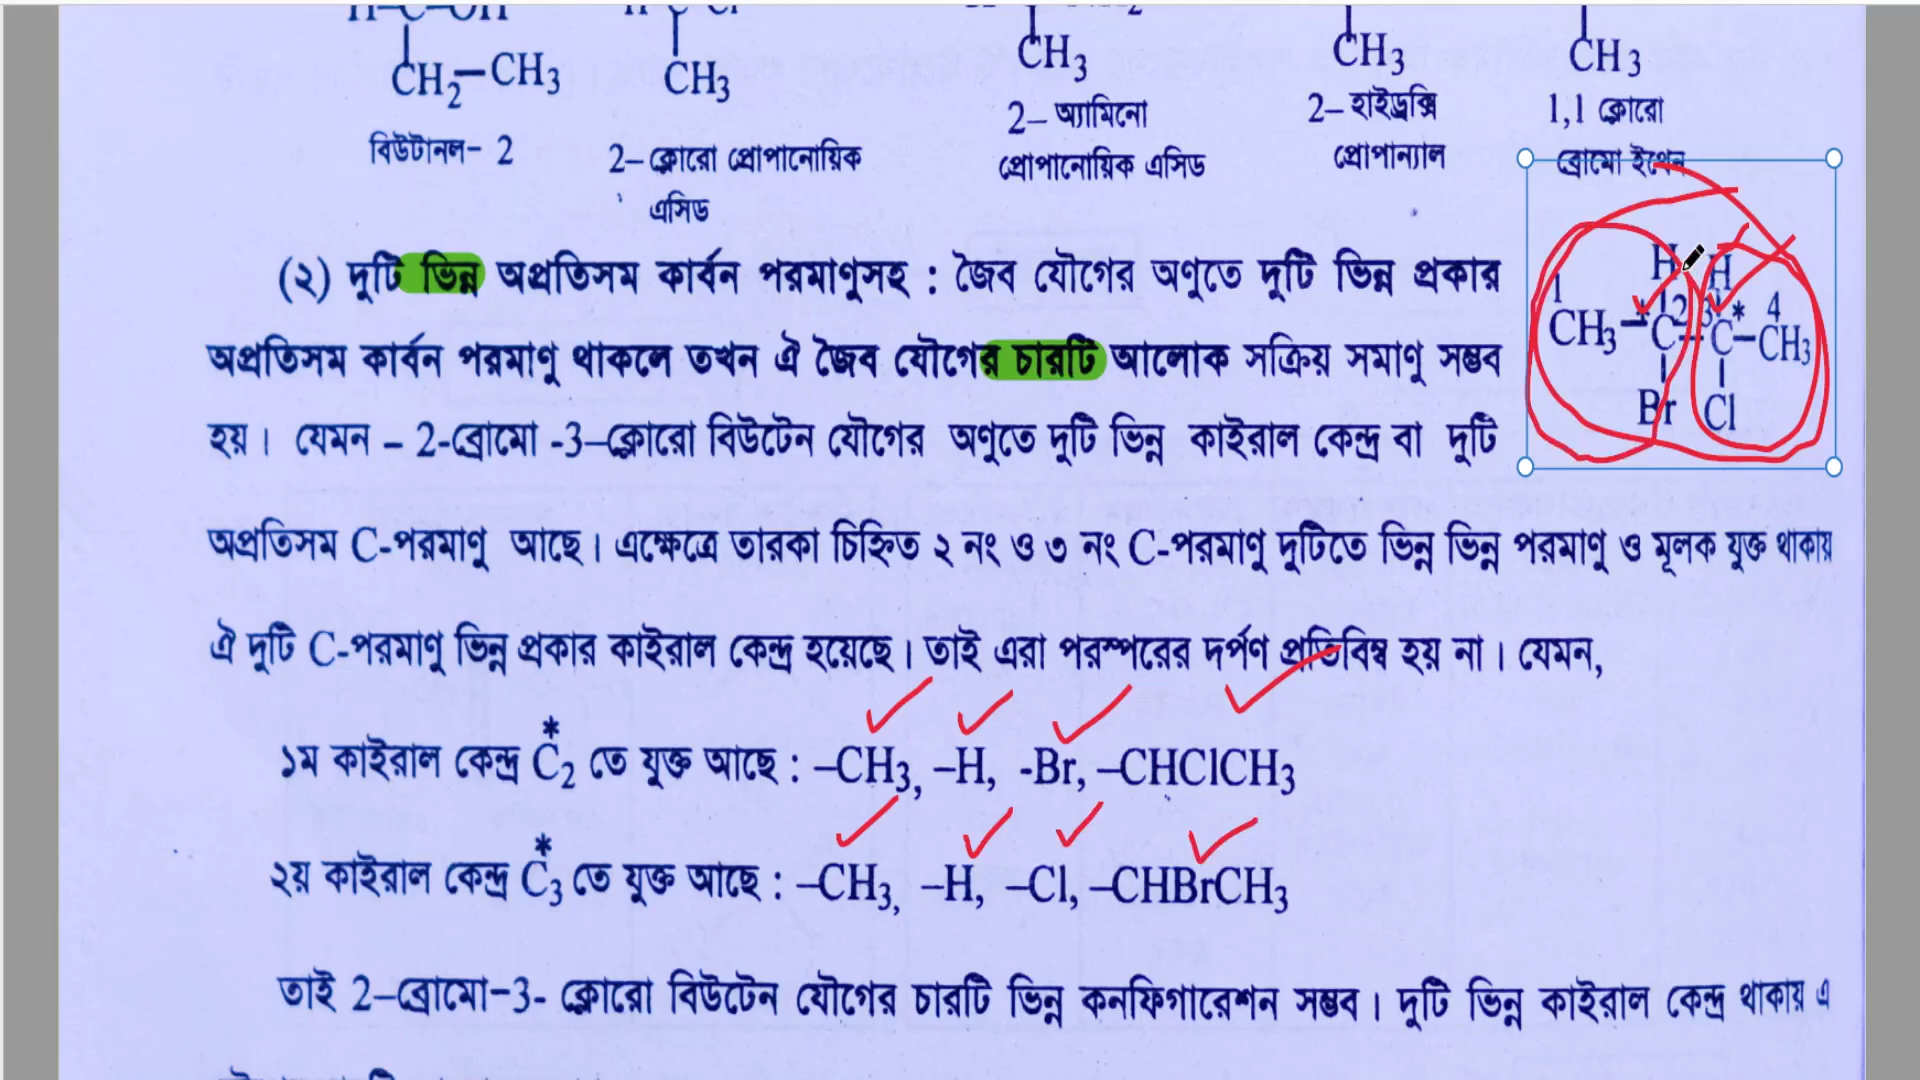 H–C–OH
CH2–CH3
বিউটানল– 2
CH3
2– ক্লোরো প্রোপানোয়িক
এসিড
CH3
2– অ্যামিনো
প্রোপানোয়িক এসিড
CH3
2– হাইড্রক্সি
প্রোপান্যাল
CH3
1,1 ক্লোরো
ব্রোমো ইথেন
(২) দুটি ভিন্ন অপ্রতিসম কার্বন পরমাণুসহ : জৈব যৌগের অণুতে দুটি ভিন্ন প্রকার
অপ্রতিসম কার্বন পরমাণু থাকলে তখন ঐ জৈব যৌগের চারটি আলোক সক্রিয় সমাণু সম্ভব
হয়। যেমন – 2-ব্রোমো -3–ক্লোরো বিউটেন যৌগের অণুতে দুটি ভিন্ন কাইরাল কেন্দ্র বা দুটি
H H
1 * 2 3 * 4
CH3–C–C–CH3
Br Cl
অপ্রতিসম C-পরমাণু আছে। এক্ষেত্রে তারকা চিহ্নিত ২ নং ও ৩ নং C-পরমাণু দুটিতে ভিন্ন ভিন্ন পরমাণু ও মূলক যুক্ত থাকায়
ঐ দুটি C-পরমাণু ভিন্ন প্রকার কাইরাল কেন্দ্র হয়েছে। তাই এরা পরস্পরের দর্পণ প্রতিবিম্ব হয় না। যেমন,
১ম কাইরাল কেন্দ্র C*2 তে যুক্ত আছে : –CH3, –H, -Br, –CHClCH3
২য় কাইরাল কেন্দ্র C*3 তে যুক্ত আছে : –CH3, –H, –Cl, –CHBrCH3
তাই 2–ব্রোমো–3- ক্লোরো বিউটেন যৌগের চারটি ভিন্ন কনফিগারেশন সম্ভব। দুটি ভিন্ন কাইরাল কেন্দ্র থাকায় এ